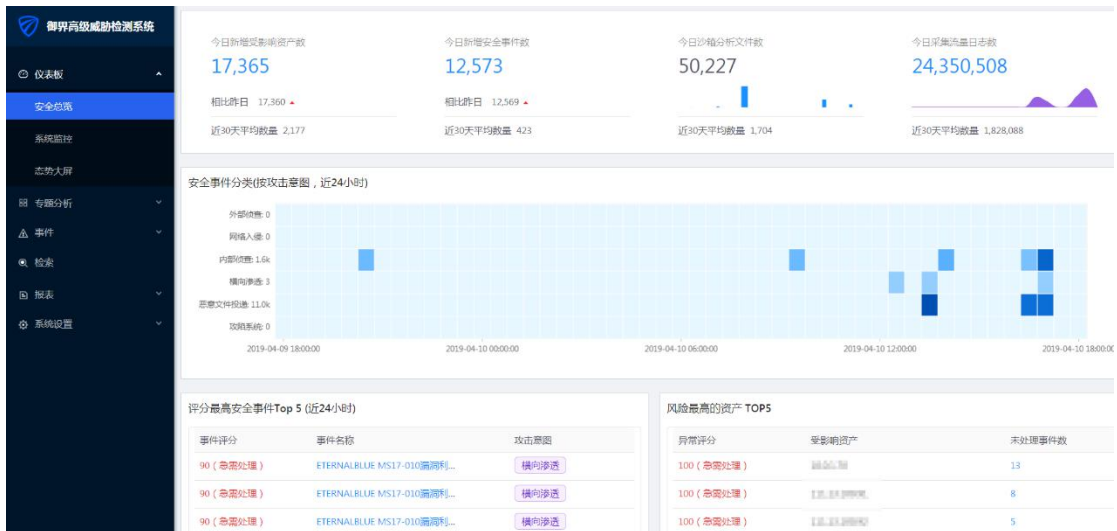 御界高级威胁检测系统
仪表板
安全总览
系统监控
态势大屏
专题分析
事件
检索
报表
系统设置
今日新增受影响资产数
17,365
相比昨日 17,360
近30天平均数量 2,177
今日新增安全事件数
12,573
相比昨日 12,569
近30天平均数量 423
今日沙箱分析文件数
50,227
近30天平均数量 1,704
今日采集流量日志数
24,350,508
近30天平均数量 1,828,088
安全事件分类(按攻击意图，近24小时)
外部侦查: 0
网络入侵: 0
内部侦查: 1.6k
横向渗透: 3
恶意文件投递: 11.0k
攻陷系统: 0
2019-04-09 18:00:00 2019-04-10 00:00:00 2019-04-10 06:00:00 2019-04-10 12:00:00 2019-04-10 18:00:00
评分最高安全事件Top 5 (近24小时)
事件评分 事件名称 攻击意图
90（急需处理） ETERNALBLUE MS17-010漏洞利... 横向渗透
90（急需处理） ETERNALBLUE MS17-010漏洞利... 横向渗透
90（急需处理） ETERNALBLUE MS17-010漏洞利... 横向渗透
风险最高的资产 TOP5
异常评分 受影响资产 未处理事件数
100（急需处理） 13
100（急需处理） 8
100（急需处理） 5